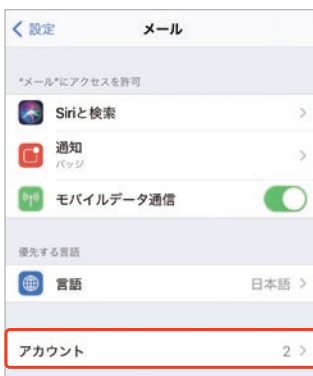 設定
メール
"メール"にアクセスを許可
Siriと検索
通知
バッジ
モバイルデータ通信
優先する言語
言語 日本語
アカウント 2